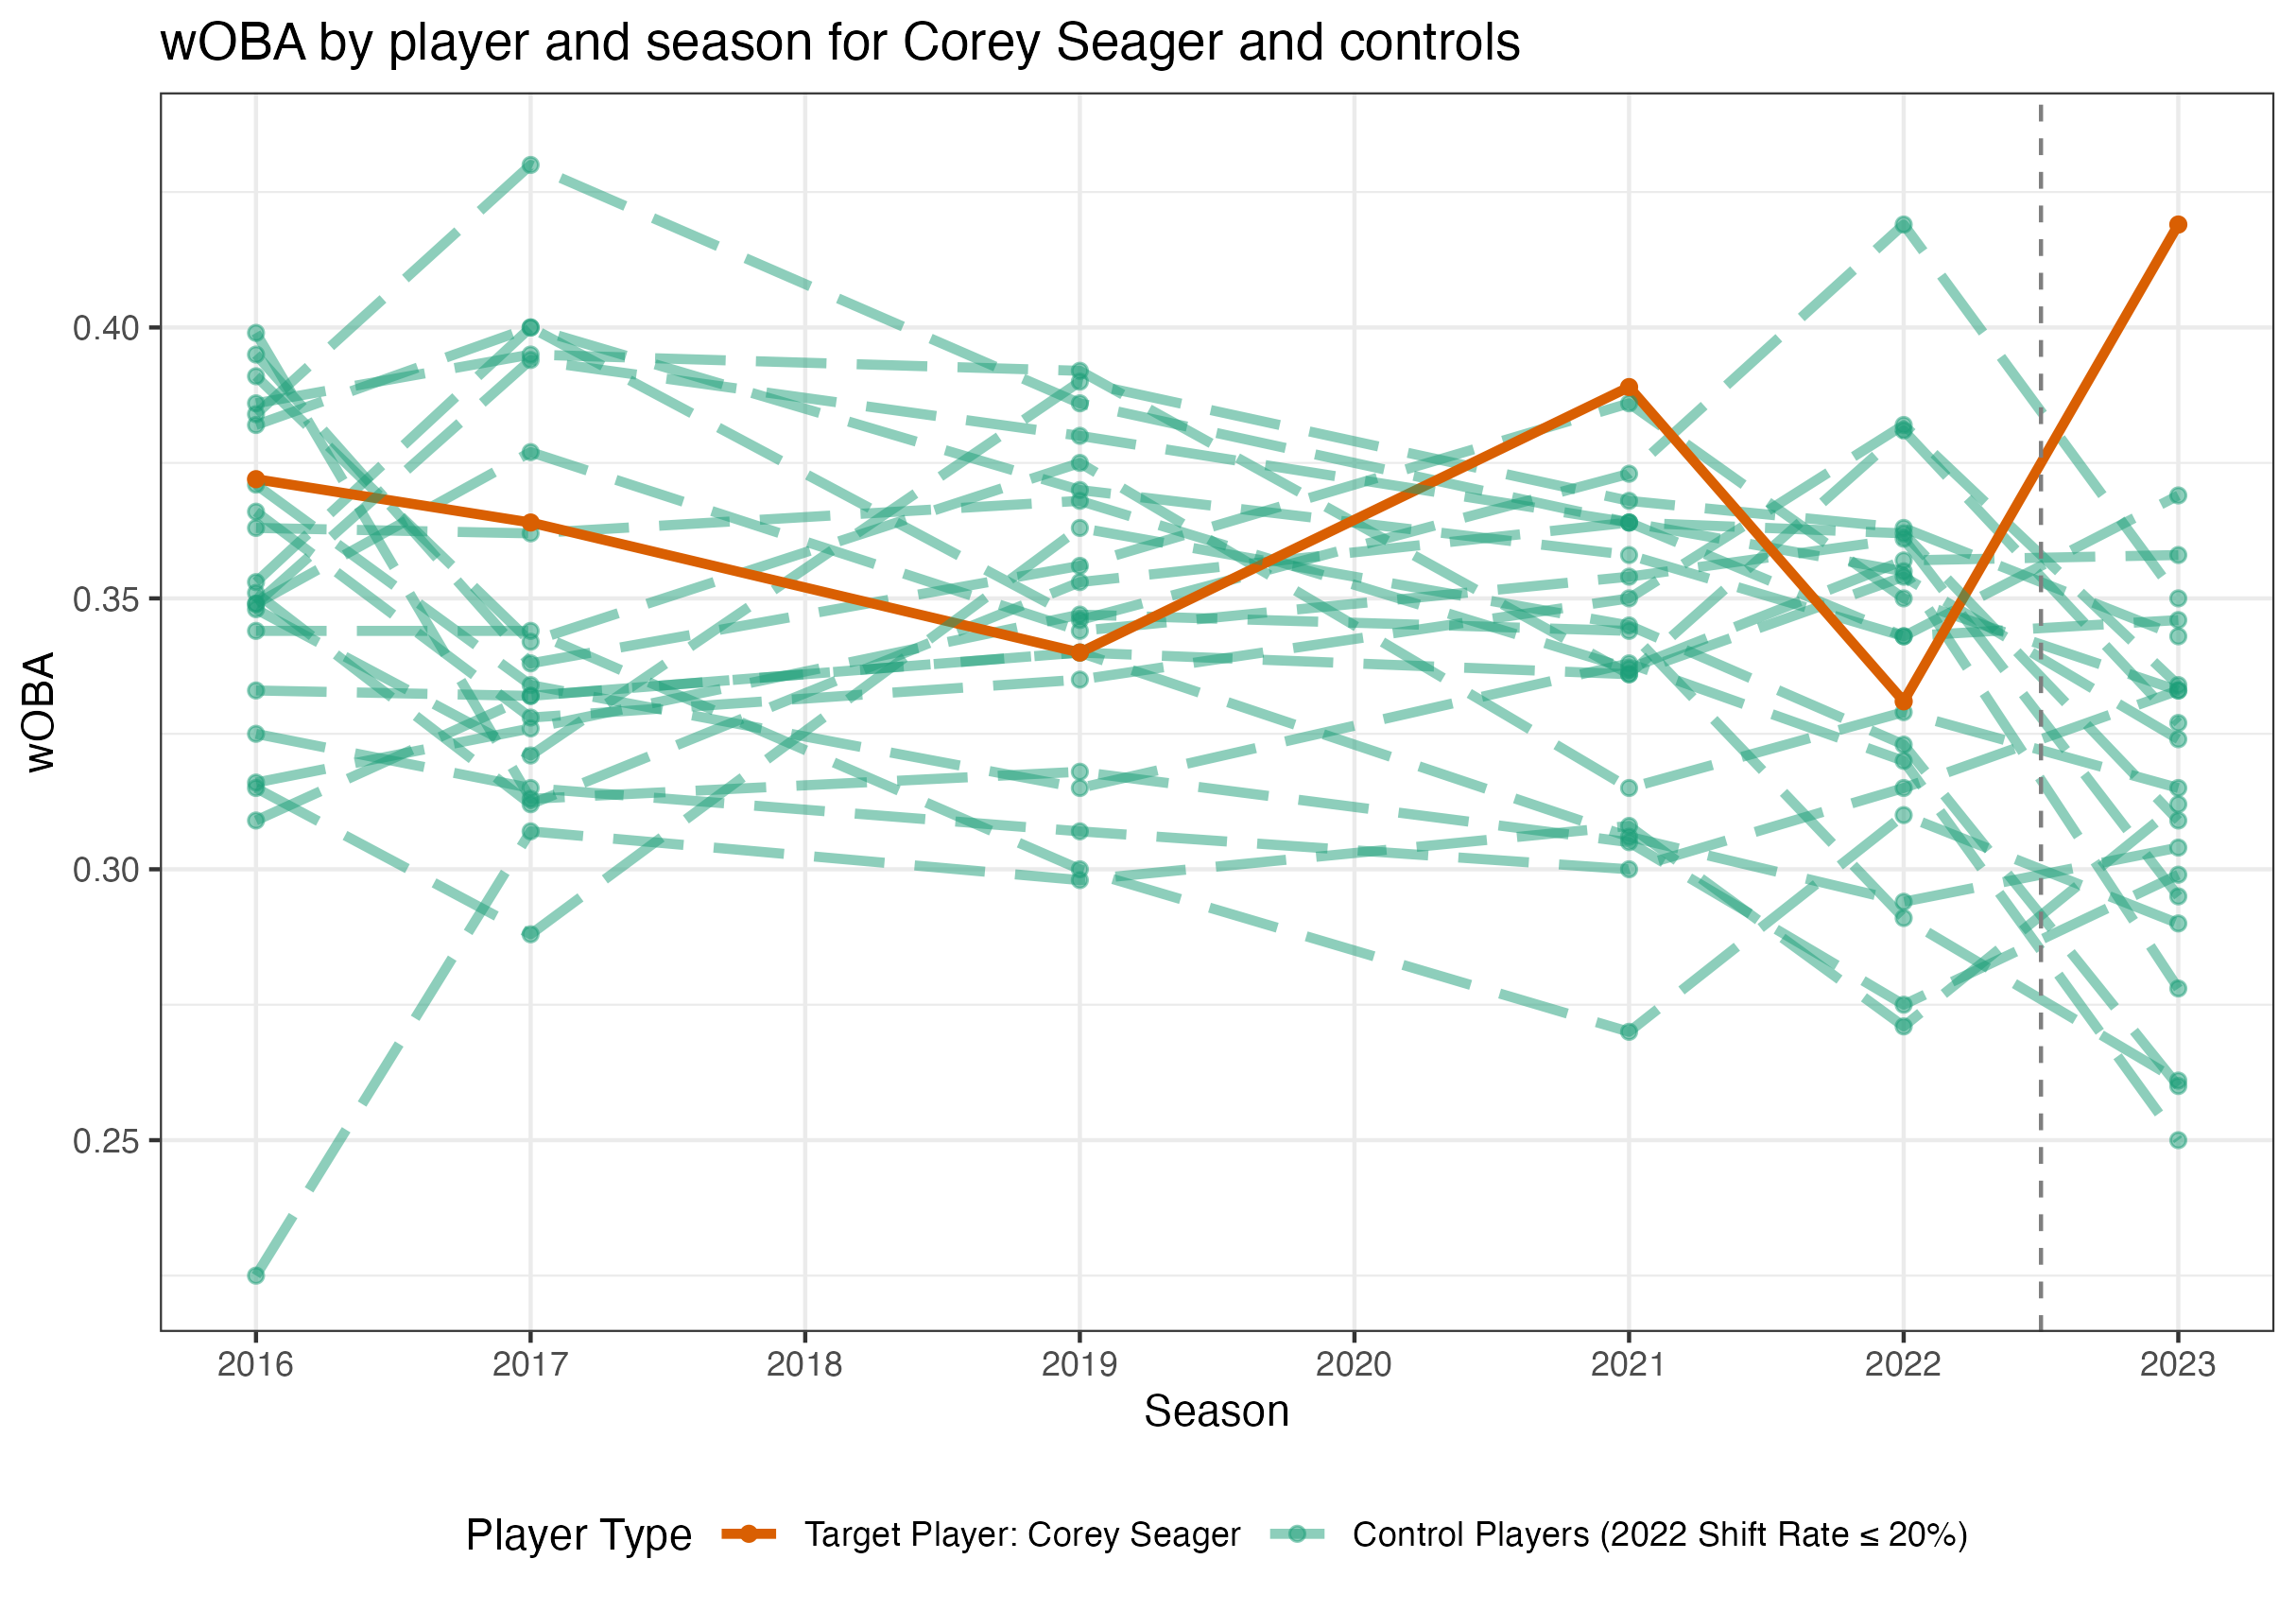 wOBA by player and season for Corey Seager and controls
wOBA
0.40
0.35
0.30
0.25
2016 2017 2018 2019 2020 2021 2022 2023
Season
Player Type Target Player: Corey Seager Control Players (2022 Shift Rate ≤ 20%)